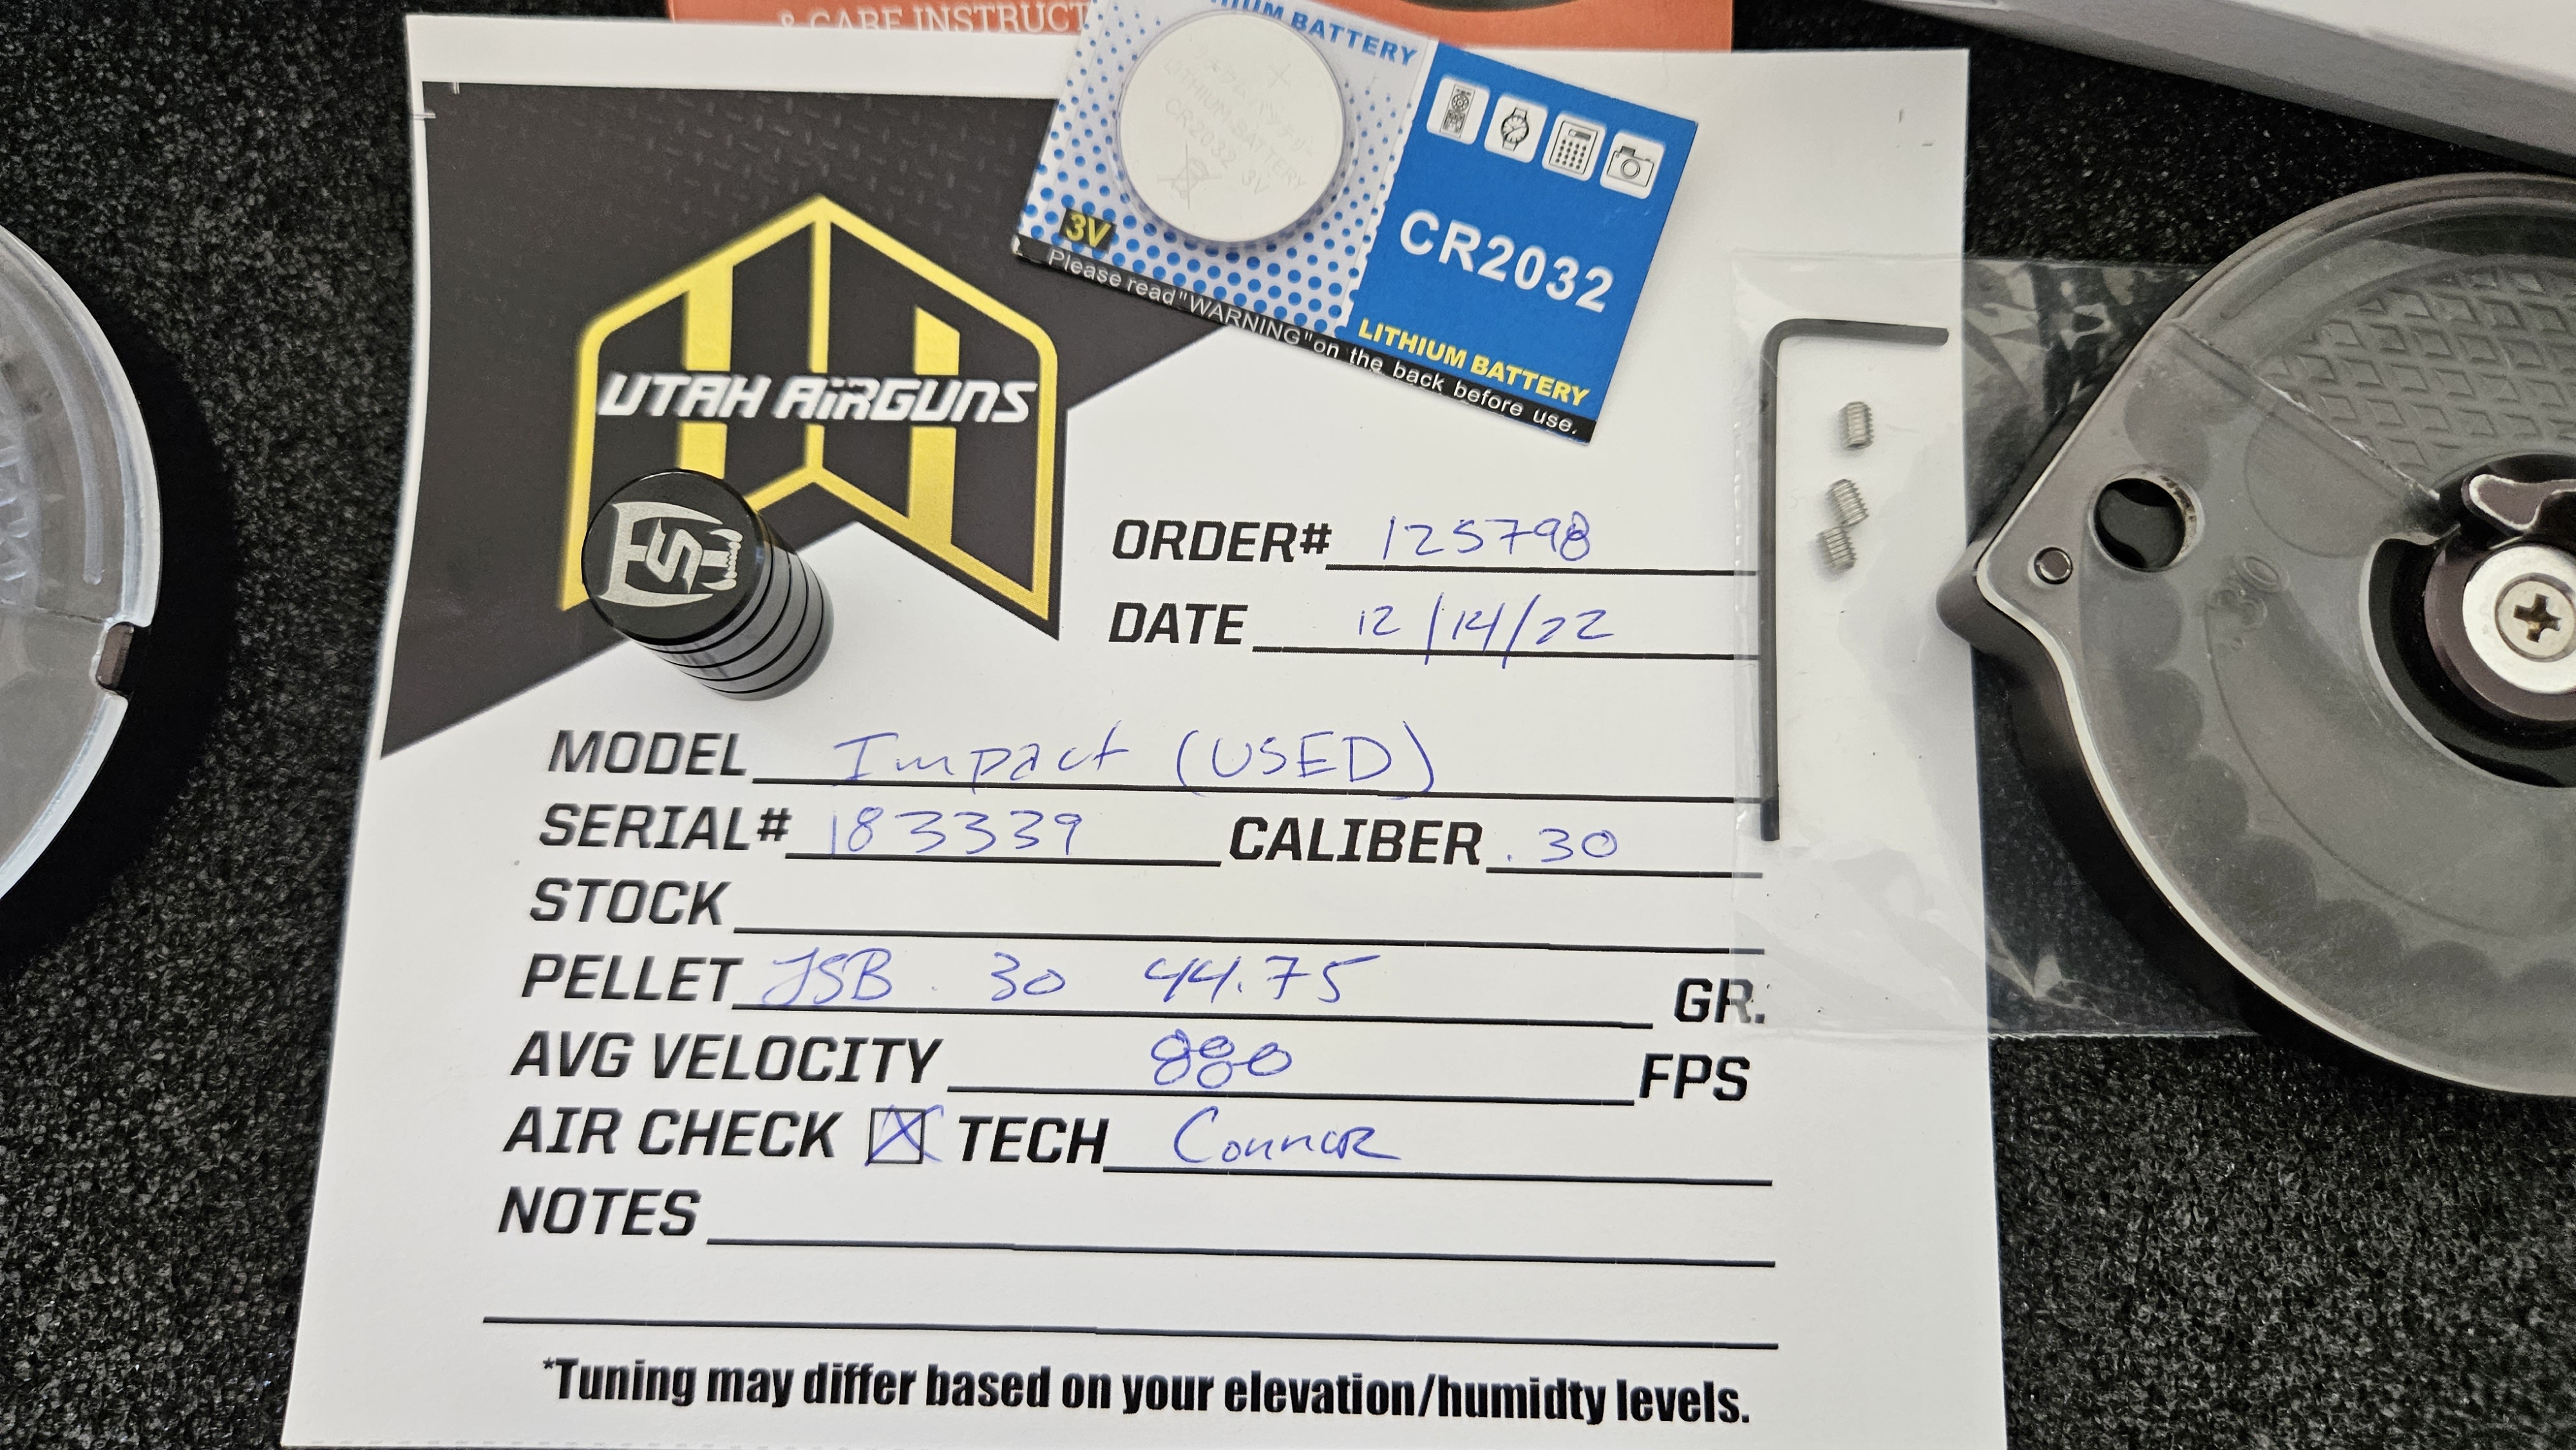 & CARE INSTRUCT
LITHIUM BATTERY
CR2032 3V
3V
CR2032
LITHIUM BATTERY
Please read "WARNING" on the back before use.
UTAH AiRGUNS
FS
ORDER# 125798
DATE 12/14/22
.30
MODEL Impact (USED)
SERIAL# 183339 CALIBER .30
STOCK
PELLET JSB .30 44.75 GR.
AVG VELOCITY 880 FPS
AIR CHECK TECH Connor
NOTES
*Tuning may differ based on your elevation/humidty levels.